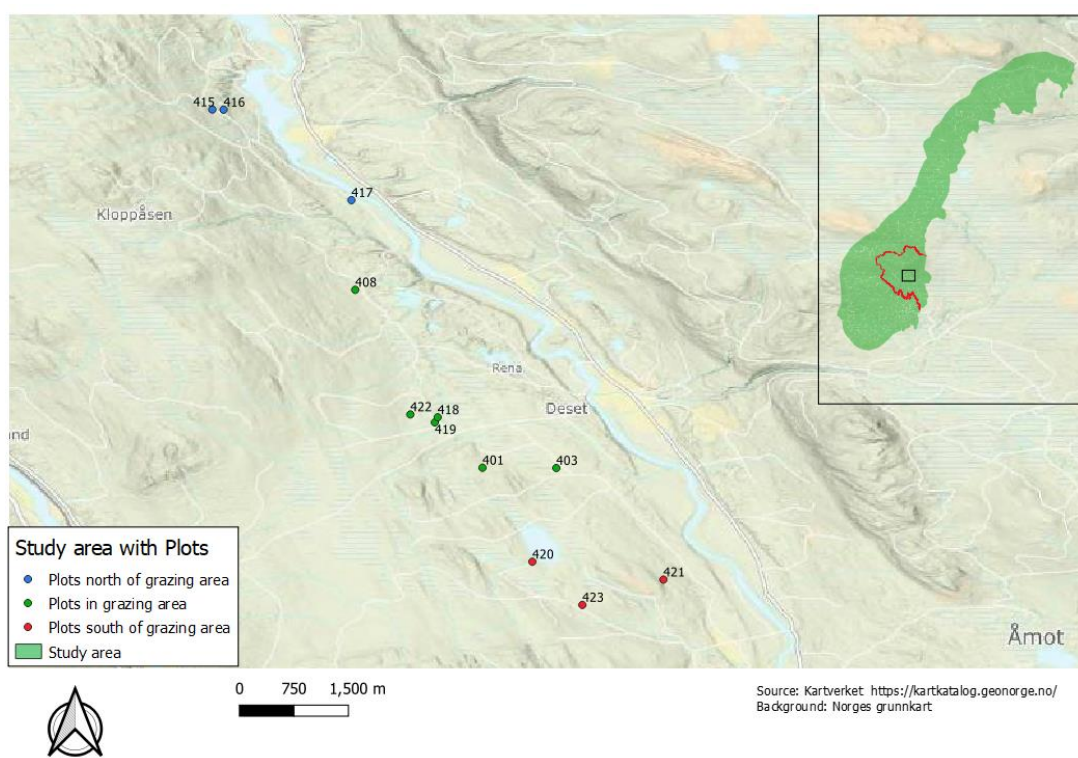 415 416
417
Kloppåsen
408
Rena
422 418
419
Deset
and
401 403
420
421
423
Åmot
Study area with Plots
Plots north of grazing area
Plots in grazing area
Plots south of grazing area
Study area
0 750 1,500 m
Source: Kartverket https://kartkatalog.geonorge.no/
Background: Norges grunnkart